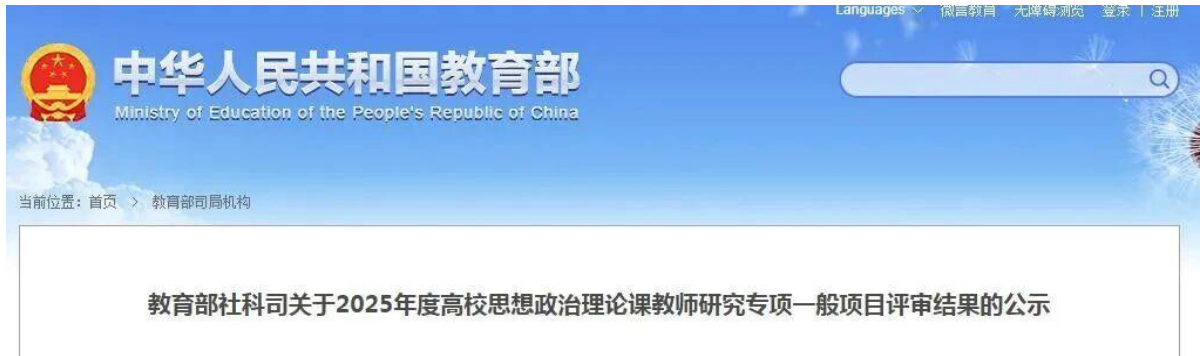 Languages 微言教育 无障碍浏览 登录 | 注册
中华人民共和国教育部
Ministry of Education of the People's Republic of China
当前位置：首页 > 教育部司局机构
教育部社科司关于2025年度高校思想政治理论课教师研究专项一般项目评审结果的公示